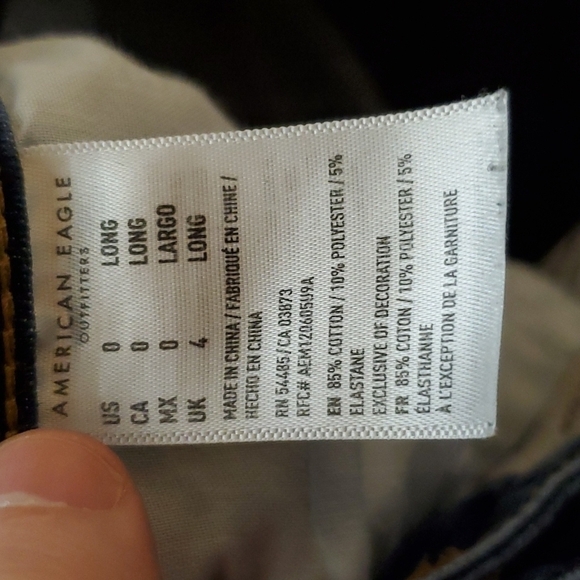 AMERICAN EAGLE
OUTFITTERS
US 0 LONG
CA 0 LONG
MX 0 LARGO
UK 4 LONG
MADE IN CHINA / FABRIQUÉ EN CHINE /
HECHO EN CHINA
RN 54485/CA 03873
RFC# AEM120605U9A
EN 85% COTTON / 10% POLYESTER / 5%
ELASTANE
EXCLUSIVE OF DECORATION
FR 85% COTON / 10% POLYESTER / 5%
ÉLASTHANNE
À L'EXCEPTION DE LA GARNITURE